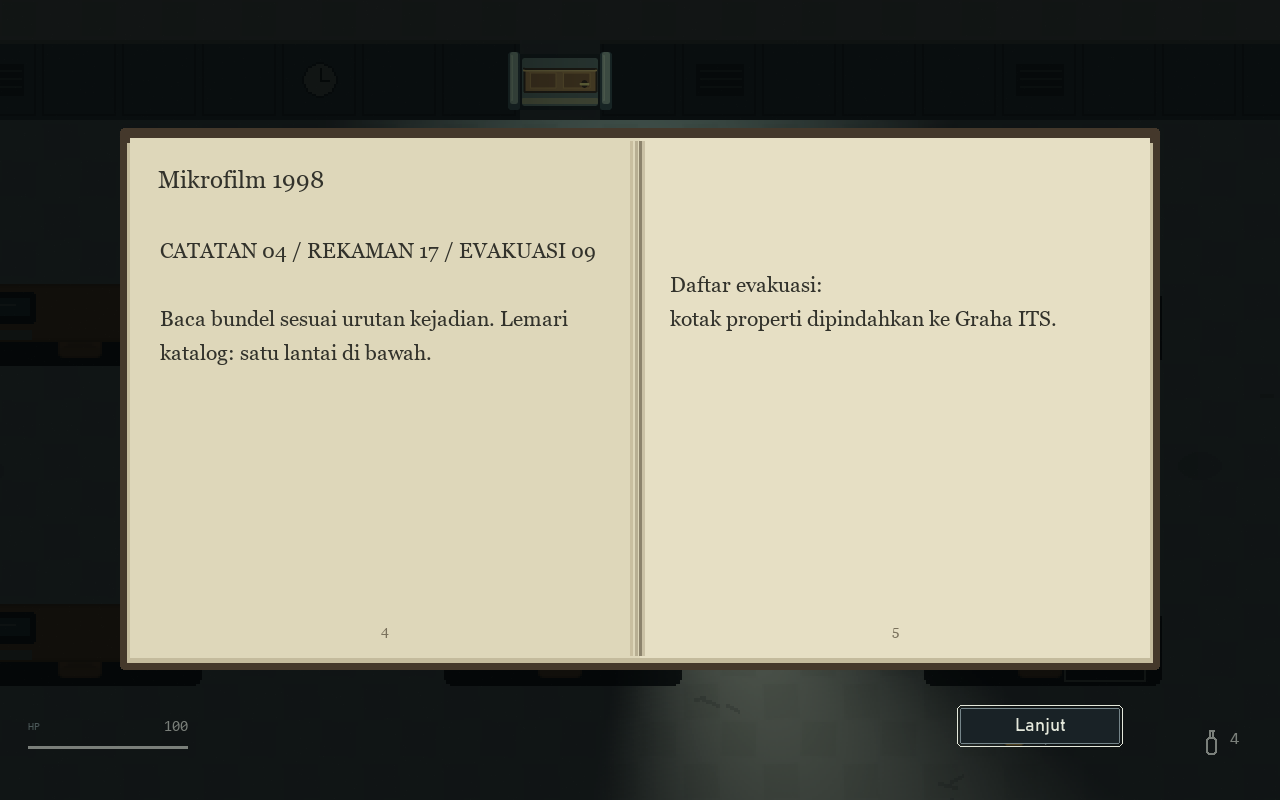 Mikrofilm 1998
CATATAN 04 / REKAMAN 17 / EVAKUASI 09
Baca bundel sesuai urutan kejadian. Lemari
katalog: satu lantai di bawah.
4
Daftar evakuasi:
kotak properti dipindahkan ke Graha ITS.
5
HP 100
Lanjut
4